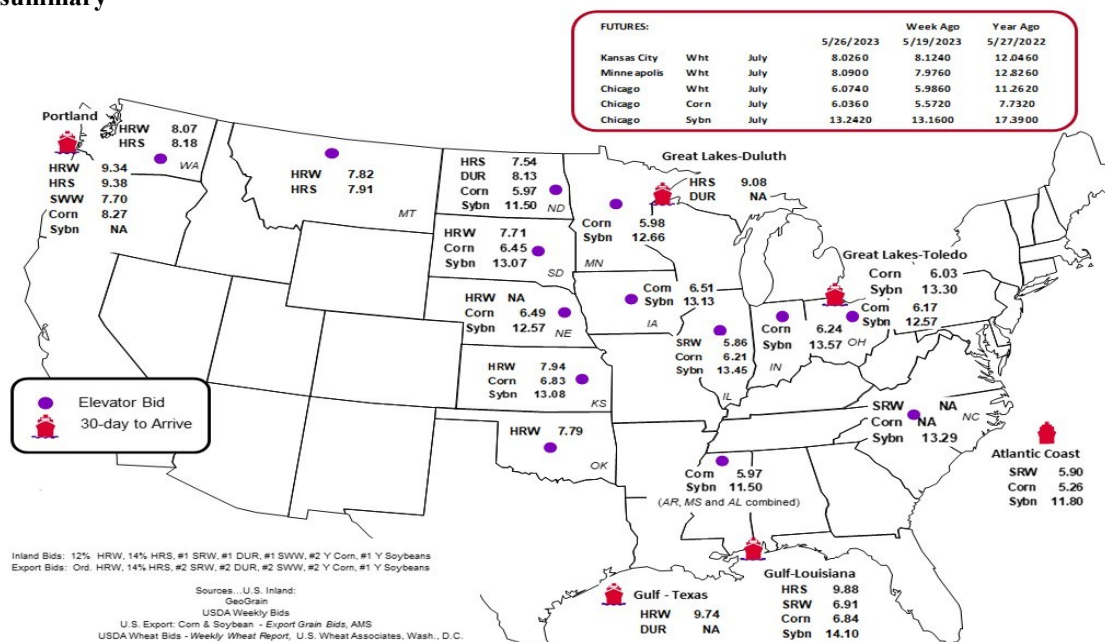 summary
FUTURES: Week Ago Year Ago
5/26/2023 5/19/2023 5/27/2022
Kansas City Wht July 8.0260 8.1240 12.0460
Minneapolis Wht July 8.0900 7.9760 12.8260
Chicago Wht July 6.0740 5.9860 11.2620
Chicago Corn July 6.0360 5.5720 7.7320
Chicago Sybn July 13.2420 13.1600 17.3900
Portland
HRW 8.07
HRS 8.18
WA
HRW 9.34
HRS 9.38
SWW 7.70
Corn 8.27
Sybn NA
HRW 7.82
HRS 7.91
MT
HRS 7.54
DUR 8.13
Corn 5.97
Sybn 11.50
ND
Great Lakes-Duluth
HRS 9.08
DUR NA
Corn 5.98
Sybn 12.66
MN
HRW 7.71
Corn 6.45
Sybn 13.07
SD
Great Lakes-Toledo
Corn 6.03
Sybn 13.30
Corn 6.17
Sybn 12.57
OH
HRW NA
Corn 6.49
Sybn 12.57
NE
Corn 6.51
Sybn 13.13
IA
SRW 5.86
Corn 6.21
Sybn 13.45
IL
Corn 6.24
Sybn 13.57
IN
HRW 7.94
Corn 6.83
Sybn 13.08
KS
Elevator Bid
30-day to Arrive
HRW 7.79
OK
SRW NA
Corn NA
Sybn 13.29
NC
Atlantic Coast
SRW 5.90
Corn 5.26
Sybn 11.80
Corn 5.97
Sybn 11.50
(AR, MS and AL combined)
Gulf-Louisiana
HRS 9.88
SRW 6.91
Corn 6.84
Sybn 14.10
Gulf - Texas
HRW 9.74
DUR NA
Inland Bids: 12% HRW, 14% HRS, #1 SRW, #1 DUR, #1 SWW, #2 Y Corn, #1 Y Soybeans
Export Bids: Ord. HRW, 14% HRS, #2 SRW, #2 DUR, #2 SWW, #2 Y Corn, #1 Y Soybeans
Sources...U.S. Inland:
GeoGrain
USDA Weekly Bids
U.S. Export: Corn & Soybean - Export Grain Bids, AMS
USDA Wheat Bids - Weekly Wheat Report, U.S. Wheat Associates, Wash., D.C.